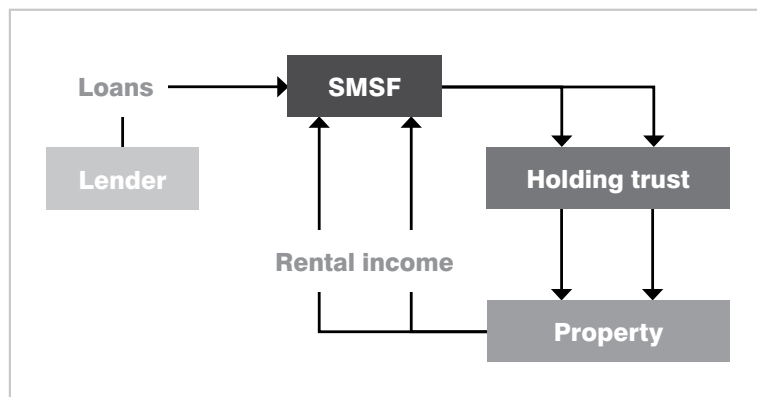 Loans
SMSF
Lender
Holding trust
Rental income
Property